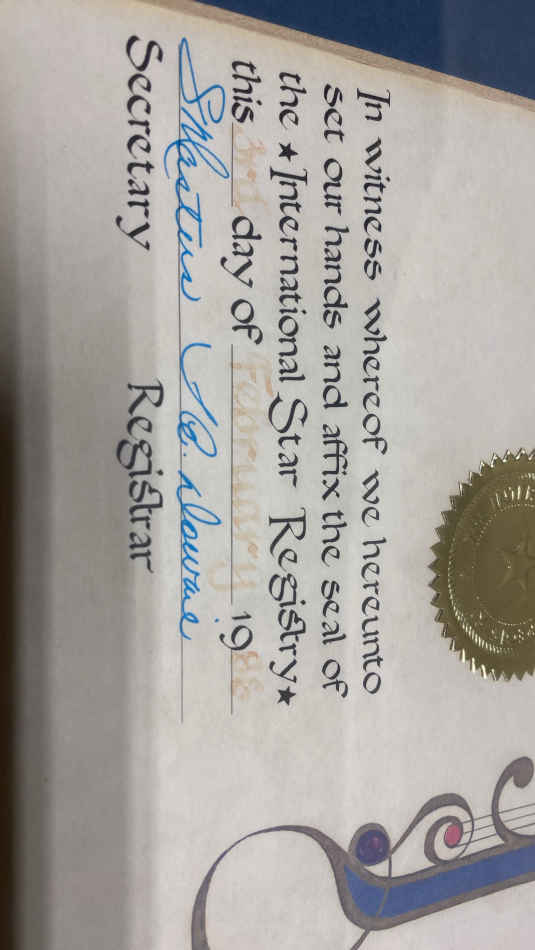 In witness whereof we hereunto
set our hands and affix the seal of
the ★ International Star Registry ★
this 3rd day of February 1988
Secretary Registrar